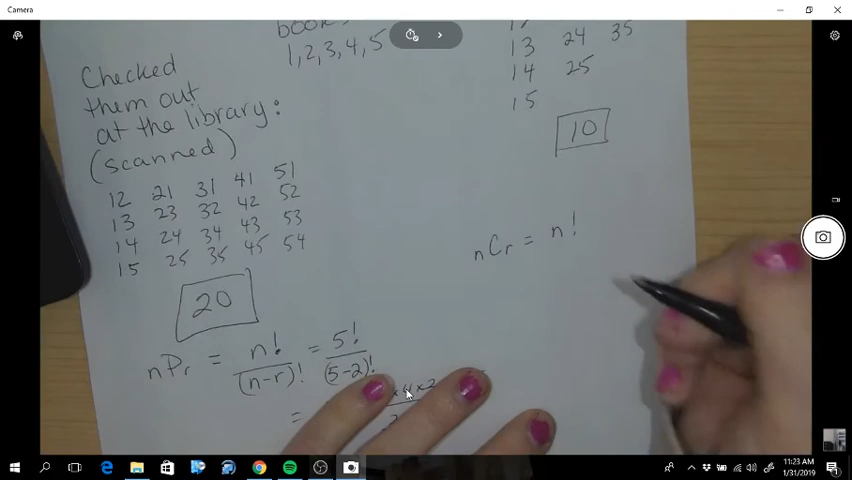 Camera
book
1, 2, 3, 4, 5
Checked
them out
at the library:
(scanned)
12 21 31 41 51
13 23 32 42 52
14 24 34 43 53
15 25 35 45 54
20
nPr = n! / (n-r)! = 5! / (5-2)!
=
13 24 35
14 25
15
10
nCr = n!
11:23 AM
1/31/2019